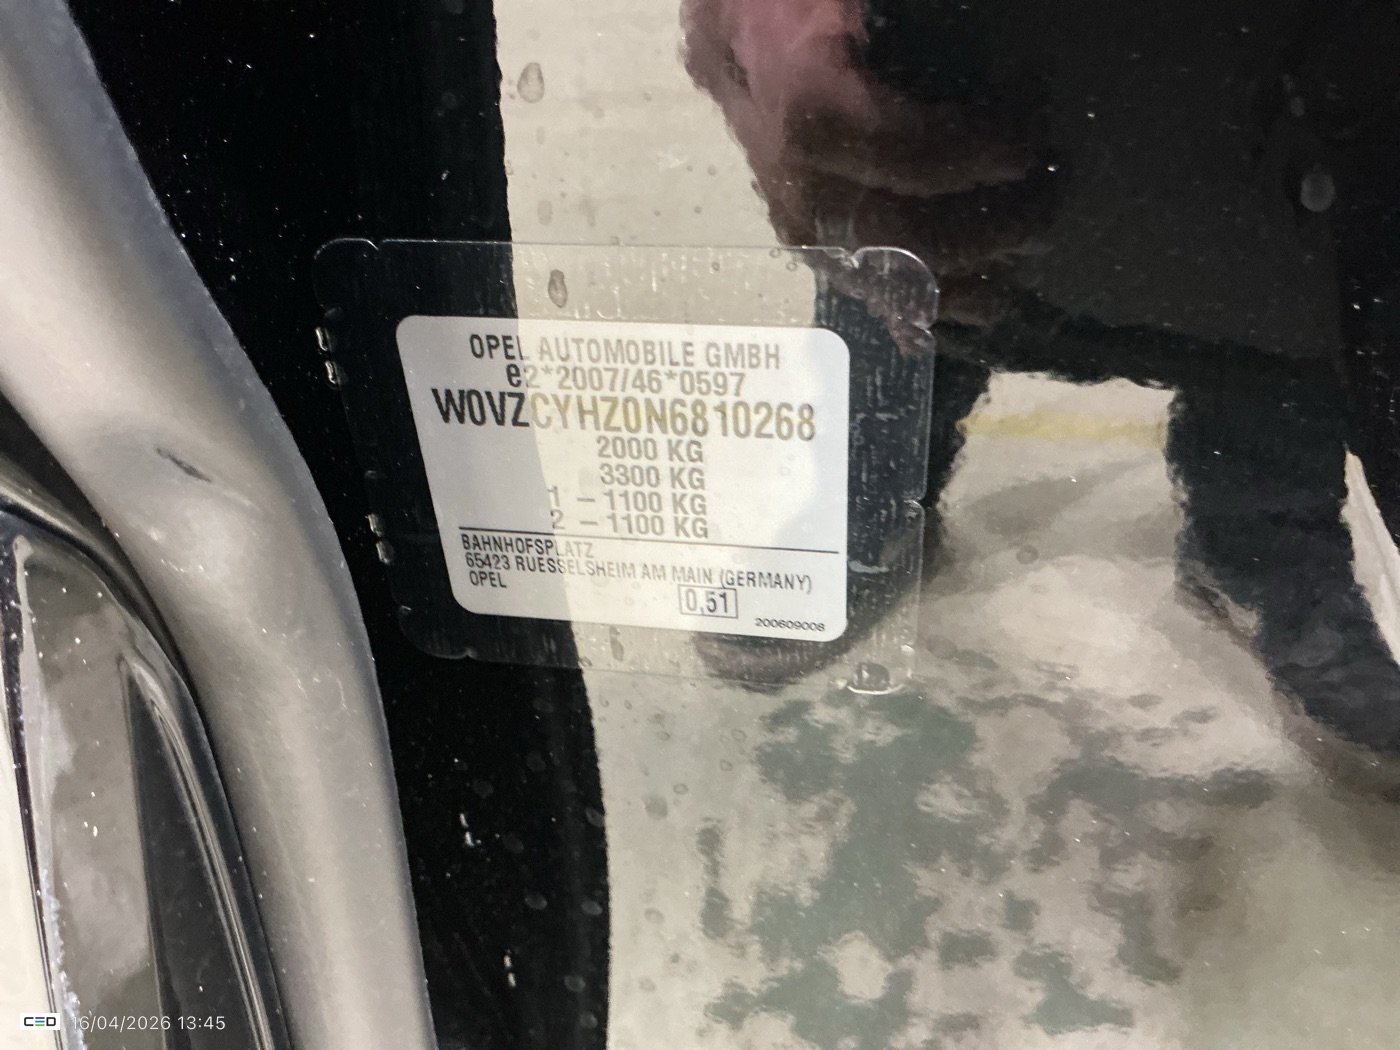 OPEL AUTOMOBILE GMBH
e2*2007/46*0597
W0VZCYHZ0N6810268
2000 KG
3300 KG
1 – 1100 KG
2 – 1100 KG
BAHNHOFSPLATZ
65423 RUESSELSHEIM AM MAIN (GERMANY)
OPEL
0,51
200609008
CED 16/04/2026 13:45